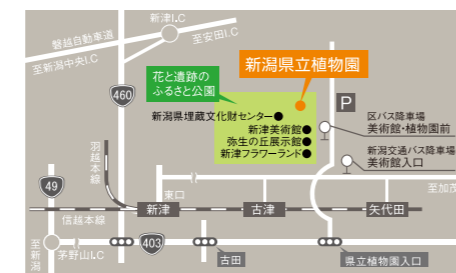 新津I.C
磐越自動車道
至安田I.C
至新潟中央I.C
花と遺跡の
ふるさと公園
新潟県立植物園
460
P
新潟県埋蔵文化財センター
新津美術館
弥生の丘展示館
新津フラワーランド
区バス降車場
美術館・植物園前
新潟交通バス降車場
美術館入口
羽越本線
49
東口
至加茂
信越本線
新津
古津
矢代田
至新潟
茅野山I.C
403
古田
県立植物園入口